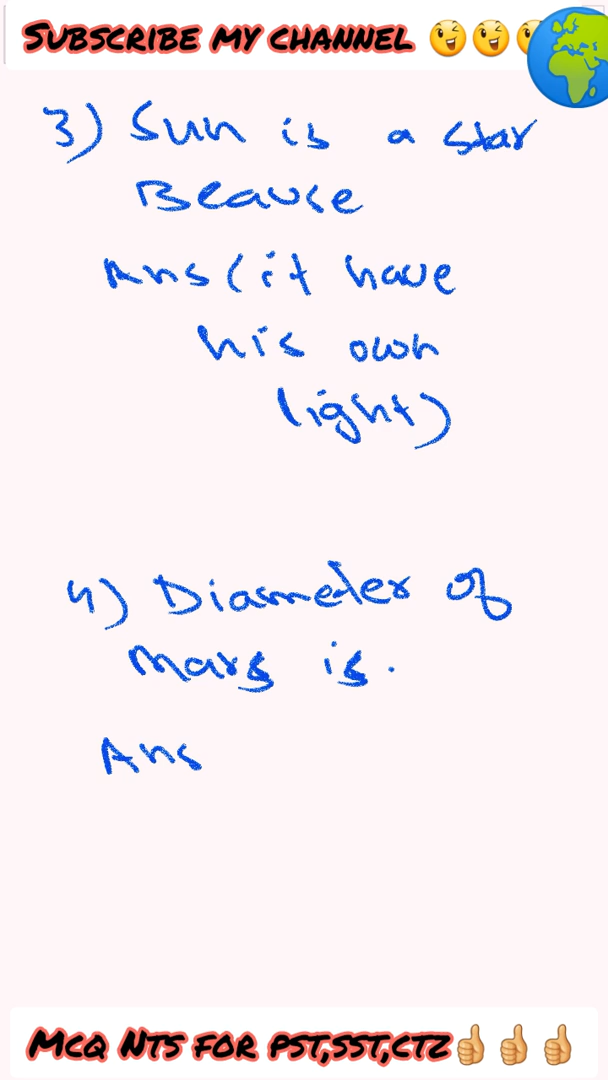 SUBSCRIBE MY CHANNEL
3) Sun is a star
Beause
Ans (it have
his own
light)
4) Diameter of
Mars is.
Ans
MCQ NTS FOR PST,SST,CTZ